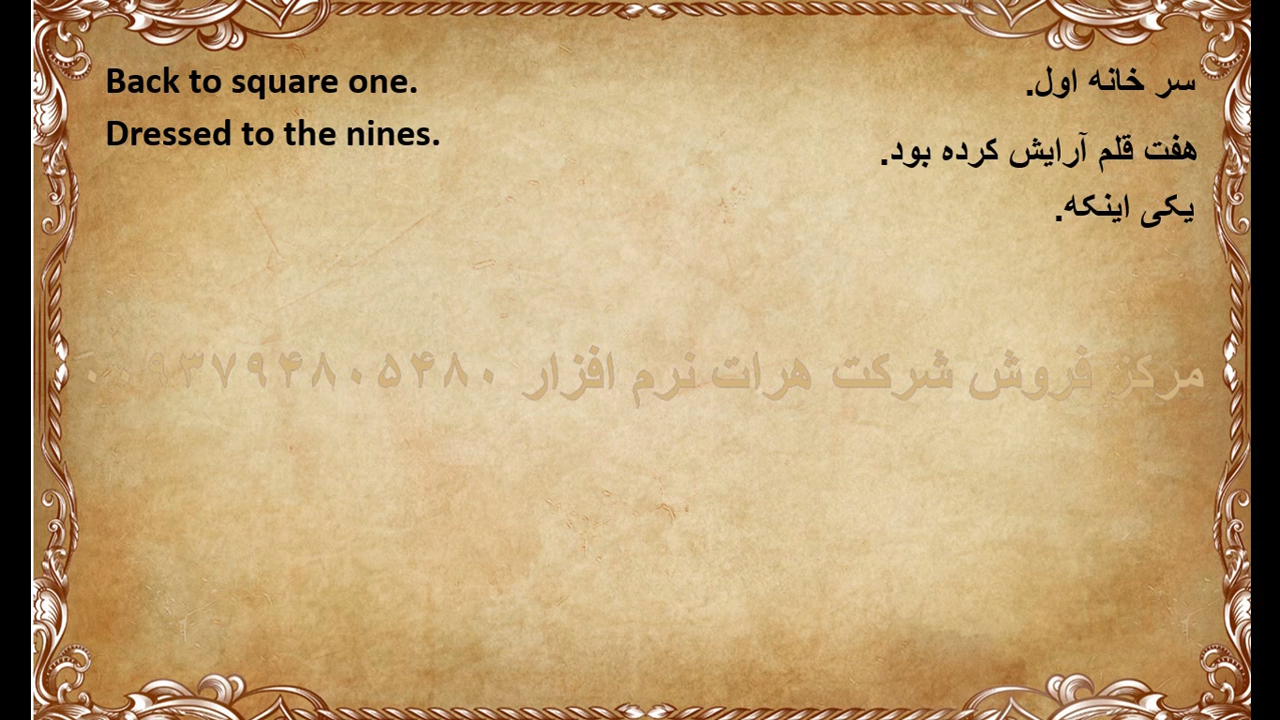 Back to square one.
سر خانه اول.
Dressed to the nines.
هفت قلم آرایش کرده بود.
یکی اینکه.
مرکز فروش شرکت هرات نرم افزار ۰۰۹۳۷۹۴۸۰۵۴۸۰